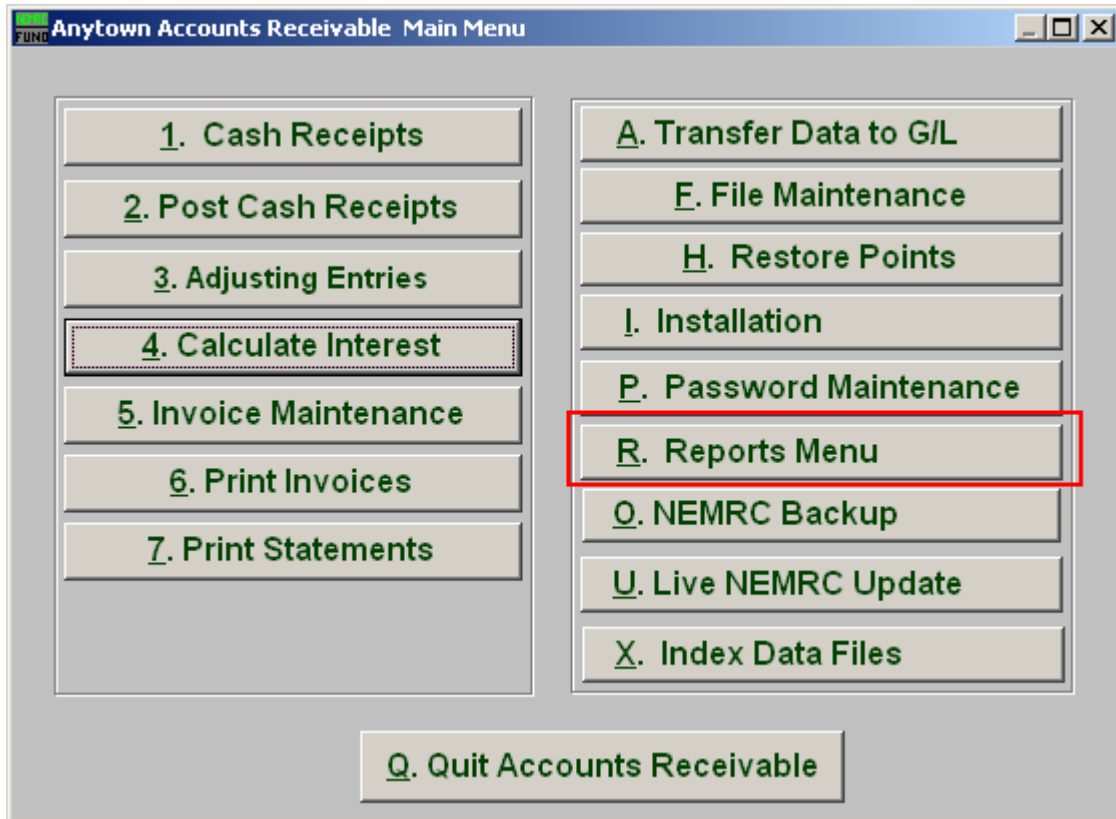 NEMRC
FUND
Anytown Accounts Receivable Main Menu
1. Cash Receipts
2. Post Cash Receipts
3. Adjusting Entries
4. Calculate Interest
5. Invoice Maintenance
6. Print Invoices
7. Print Statements
A. Transfer Data to G/L
F. File Maintenance
H. Restore Points
I. Installation
P. Password Maintenance
R. Reports Menu
O. NEMRC Backup
U. Live NEMRC Update
X. Index Data Files
Q. Quit Accounts Receivable